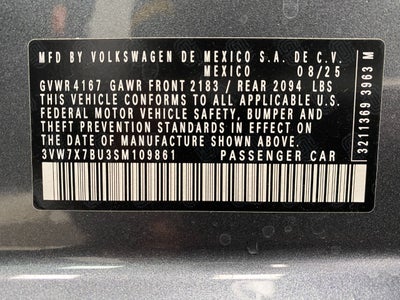 MFD BY VOLKSWAGEN DE MEXICO S.A. DE C.V.
MEXICO 08/25
GVWR 4167 GAWR FRONT 2183 / REAR 2094 LBS
THIS VEHICLE CONFORMS TO ALL APPLICABLE U.S.
FEDERAL MOTOR VEHICLE SAFETY, BUMPER, AND
THEFT PREVENTION STANDARDS IN EFFECT ON
THE DATE OF MANUFACTURE SHOWN ABOVE.
3VW7X7BU3SM109861 PASSENGER CAR
3211369 3963 M